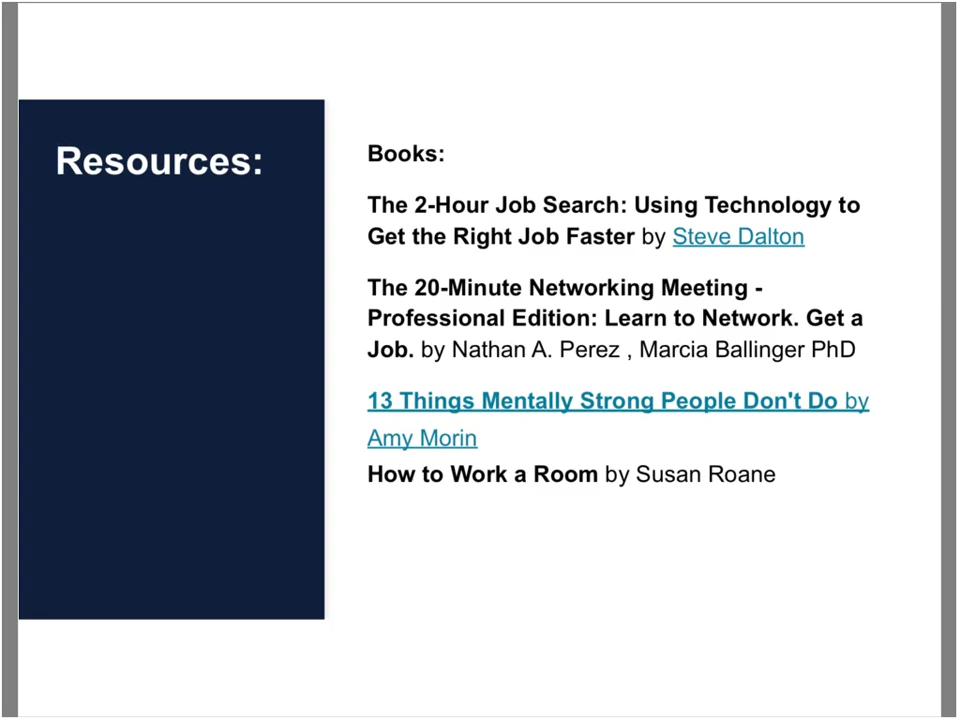 Resources:
Books:
The 2-Hour Job Search: Using Technology to
Get the Right Job Faster by Steve Dalton
The 20-Minute Networking Meeting -
Professional Edition: Learn to Network. Get a
Job. by Nathan A. Perez , Marcia Ballinger PhD
13 Things Mentally Strong People Don't Do by
Amy Morin
How to Work a Room by Susan Roane